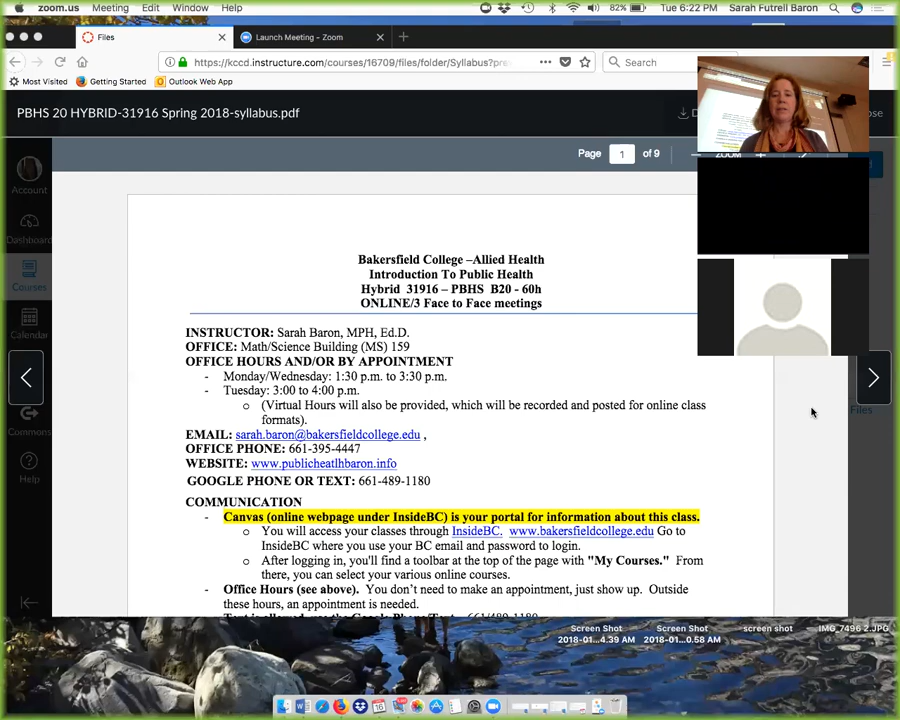 zoom.us Meeting Edit Window Help 82% Tue 6:22 PM Sarah Futrell Baron
Files Launch Meeting - Zoom
https://kccd.instructure.com/courses/16709/files/folder/Syllabus?pre Search
Most Visited Getting Started Outlook Web App
PBHS 20 HYBRID-31916 Spring 2018-syllabus.pdf
Page 1 of 9 ZOOM
Account
Dashboard
Courses
Calendar
Commons
Help
Files
Bakersfield College –Allied Health
Introduction To Public Health
Hybrid 31916 – PBHS B20 - 60h
ONLINE/3 Face to Face meetings
INSTRUCTOR: Sarah Baron, MPH, Ed.D.
OFFICE: Math/Science Building (MS) 159
OFFICE HOURS AND/OR BY APPOINTMENT
- Monday/Wednesday: 1:30 p.m. to 3:30 p.m.
- Tuesday: 3:00 to 4:00 p.m.
o (Virtual Hours will also be provided, which will be recorded and posted for online class
formats).
EMAIL: sarah.baron@bakersfieldcollege.edu ,
OFFICE PHONE: 661-395-4447
WEBSITE: www.publicheatlhbaron.info
GOOGLE PHONE OR TEXT: 661-489-1180
COMMUNICATION
- Canvas (online webpage under InsideBC) is your portal for information about this class.
o You will access your classes through InsideBC. www.bakersfieldcollege.edu Go to
InsideBC where you use your BC email and password to login.
o After logging in, you'll find a toolbar at the top of the page with "My Courses." From
there, you can select your various online courses.
- Office Hours (see above). You don't need to make an appointment, just show up. Outside
these hours, an appointment is needed.
Screen Shot Screen Shot screen shot IMG_7496 2.JPG
2018-01...4.39 AM 2018-01...0.58 AM
16